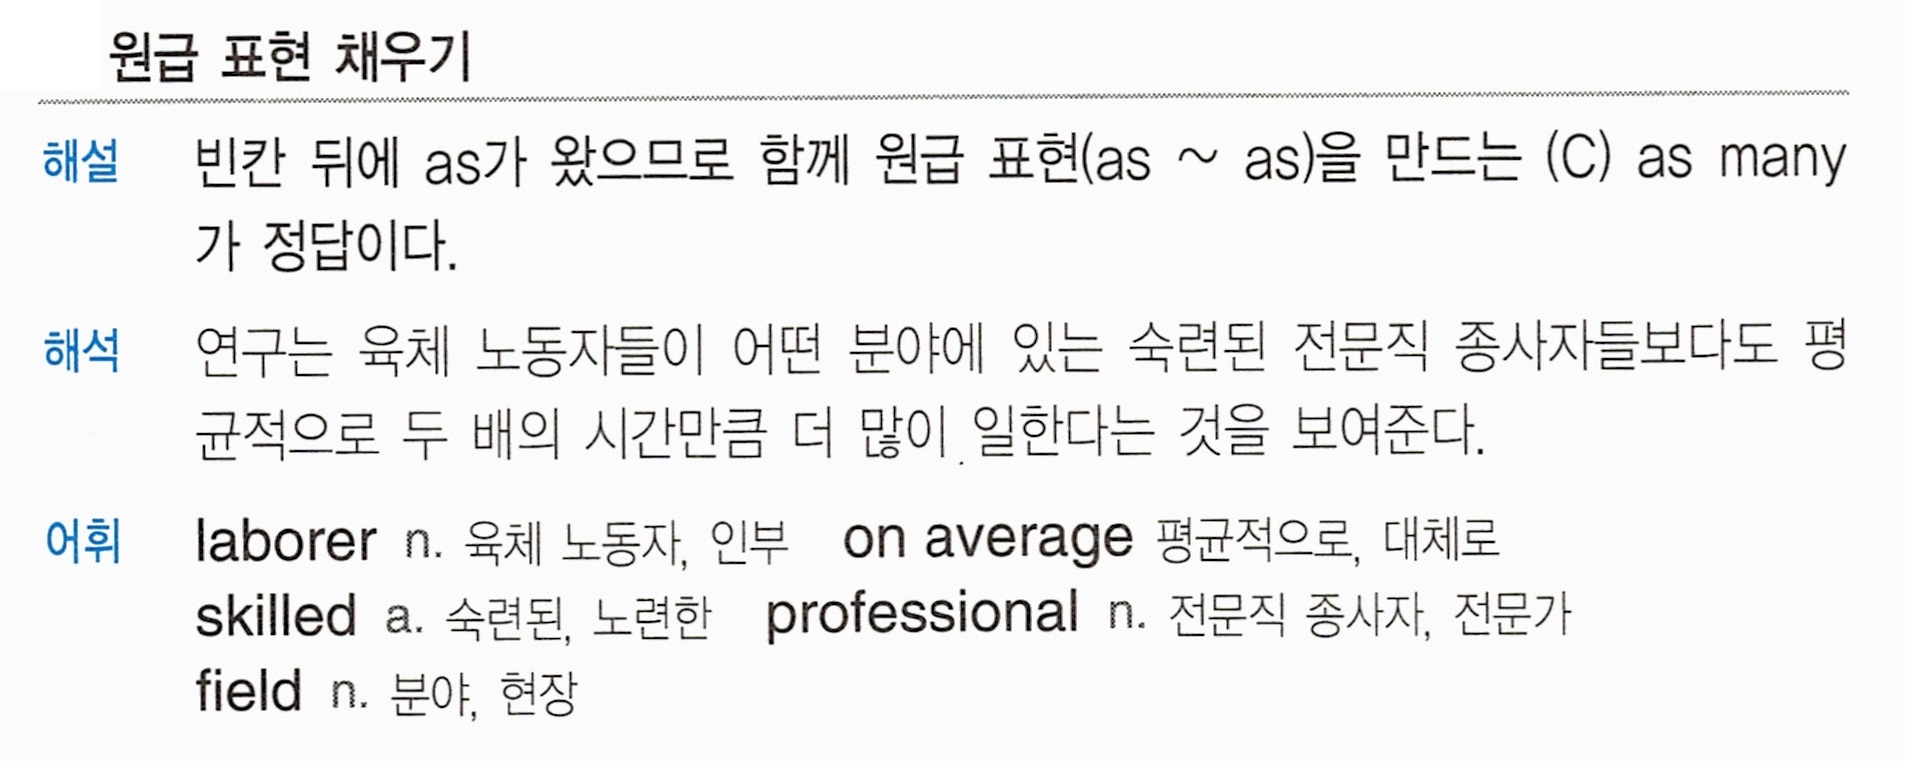 원급 표현 채우기
해설 빈칸 뒤에 as가 왔으므로 함께 원급 표현(as ~ as)을 만드는 (C) as many
가 정답이다.
해석 연구는 육체 노동자들이 어떤 분야에 있는 숙련된 전문직 종사자들보다도 평
균적으로 두 배의 시간만큼 더 많이 일한다는 것을 보여준다.
어휘 laborer n. 육체 노동자, 인부 on average 평균적으로, 대체로
skilled a. 숙련된, 노련한 professional n. 전문직 종사자, 전문가
field n. 분야, 현장